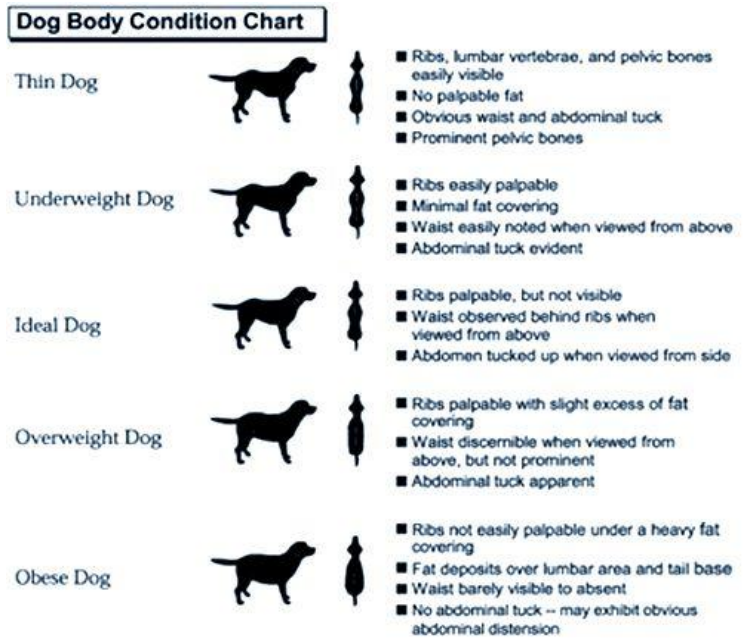 Dog Body Condition Chart
Thin Dog
■ Ribs, lumbar vertebrae, and pelvic bones
easily visible
■ No palpable fat
■ Obvious waist and abdominal tuck
■ Prominent pelvic bones
Underweight Dog
■ Ribs easily palpable
■ Minimal fat covering
■ Waist easily noted when viewed from above
■ Abdominal tuck evident
Ideal Dog
■ Ribs palpable, but not visible
■ Waist observed behind ribs when
viewed from above
■ Abdomen tucked up when viewed from side
Overweight Dog
■ Ribs palpable with slight excess of fat
covering
■ Waist discernible when viewed from
above, but not prominent
■ Abdominal tuck apparent
Obese Dog
■ Ribs not easily palpable under a heavy fat
covering
■ Fat deposits over lumbar area and tail base
■ Waist barely visible to absent
■ No abdominal tuck -- may exhibit obvious
abdominal distension